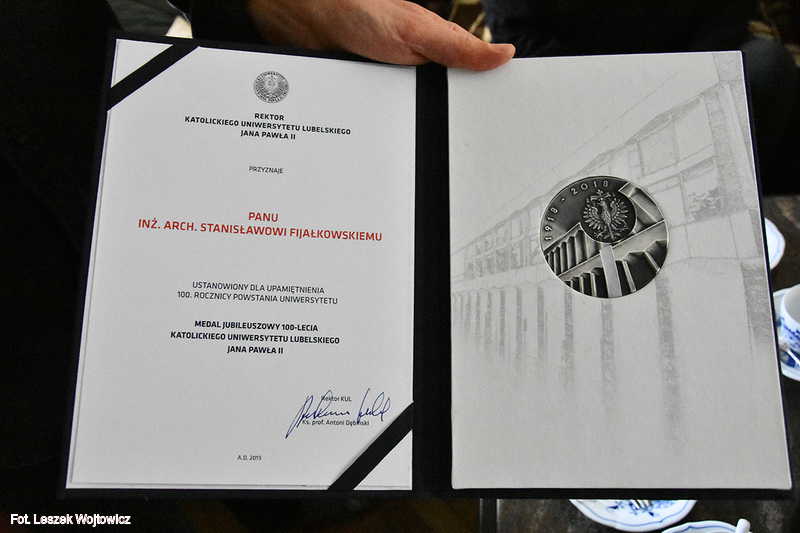 REKTOR
KATOLICKIEGO UNIWERSYTETU LUBELSKIEGO
JANA PAWŁA II
PRZYZNAJE
PANU
INŻ. ARCH. STANISŁAWOWI FIJAŁKOWSKIEMU
USTANOWIONY DLA UPAMIĘTNIENIA
100. ROCZNICY POWSTANIA UNIWERSYTETU
MEDAL JUBILEUSZOWY 100-LECIA
KATOLICKIEGO UNIWERSYTETU LUBELSKIEGO
JANA PAWŁA II
Rektor KUL
Ks. prof. Antoni Dębiński
A.D. 2019
1918 - 2018
Fot. Leszek Wojtowicz